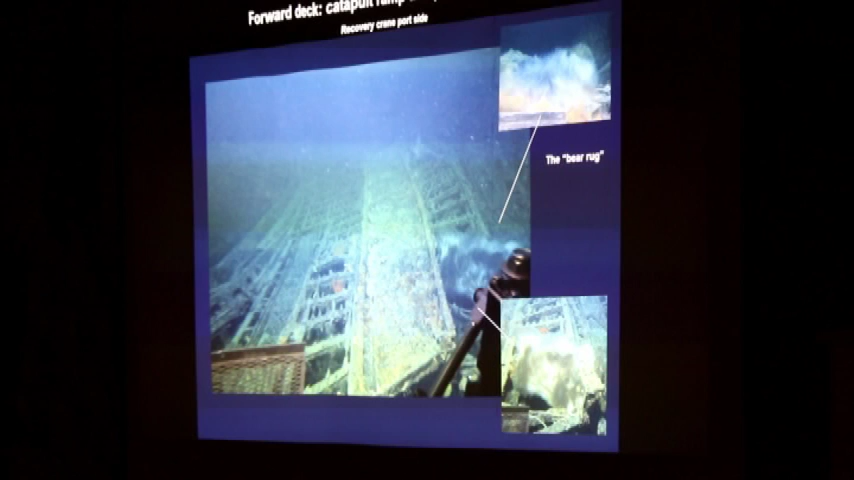 Forward deck: catapult ramp
Recovery crane port side
The "bear rug"